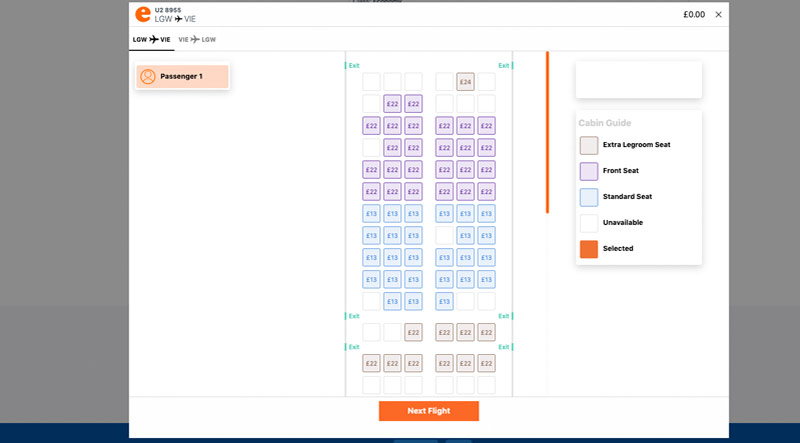 U2 8955
LGW ✈ VIE
£0.00 ×
LGW ✈ VIE VIE ✈ LGW
Passenger 1
Exit Exit
£24
£22 £22
£22 £22 £22 £22 £22 £22
£22 £22 £22 £22 £22
£22 £22 £22 £22 £22 £22
£22 £22 £22 £22 £22 £22
£13 £13 £13 £13 £13 £13
£13 £13 £13 £13 £13
£13 £13 £13 £13 £13 £13
£13 £13 £13 £13 £13 £13
£13 £13 £13
Exit Exit
£22 £22 £22 £22
Exit Exit
£22 £22 £22 £22 £22 £22
Cabin Guide
Extra Legroom Seat
Front Seat
Standard Seat
Unavailable
Selected
Next Flight